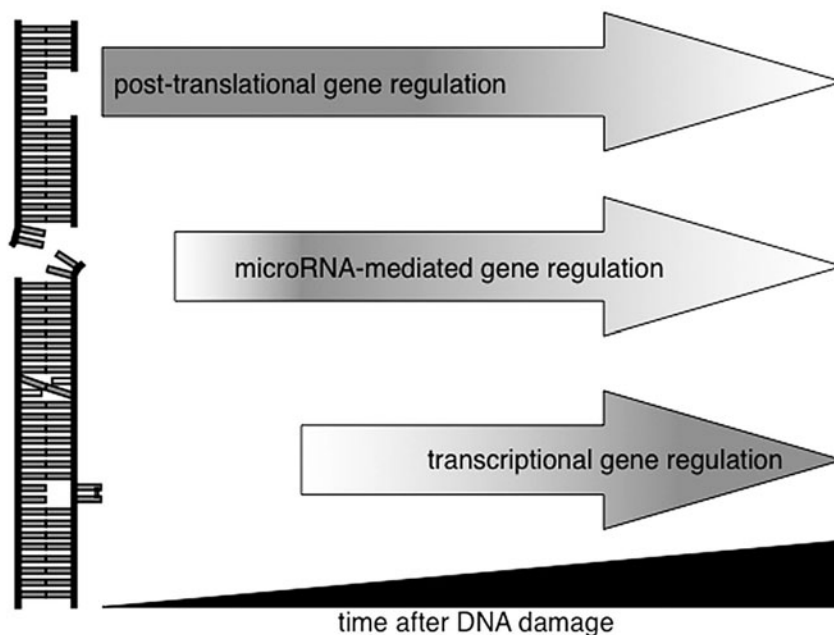 post-translational gene regulation
microRNA-mediated gene regulation
transcriptional gene regulation
time after DNA damage